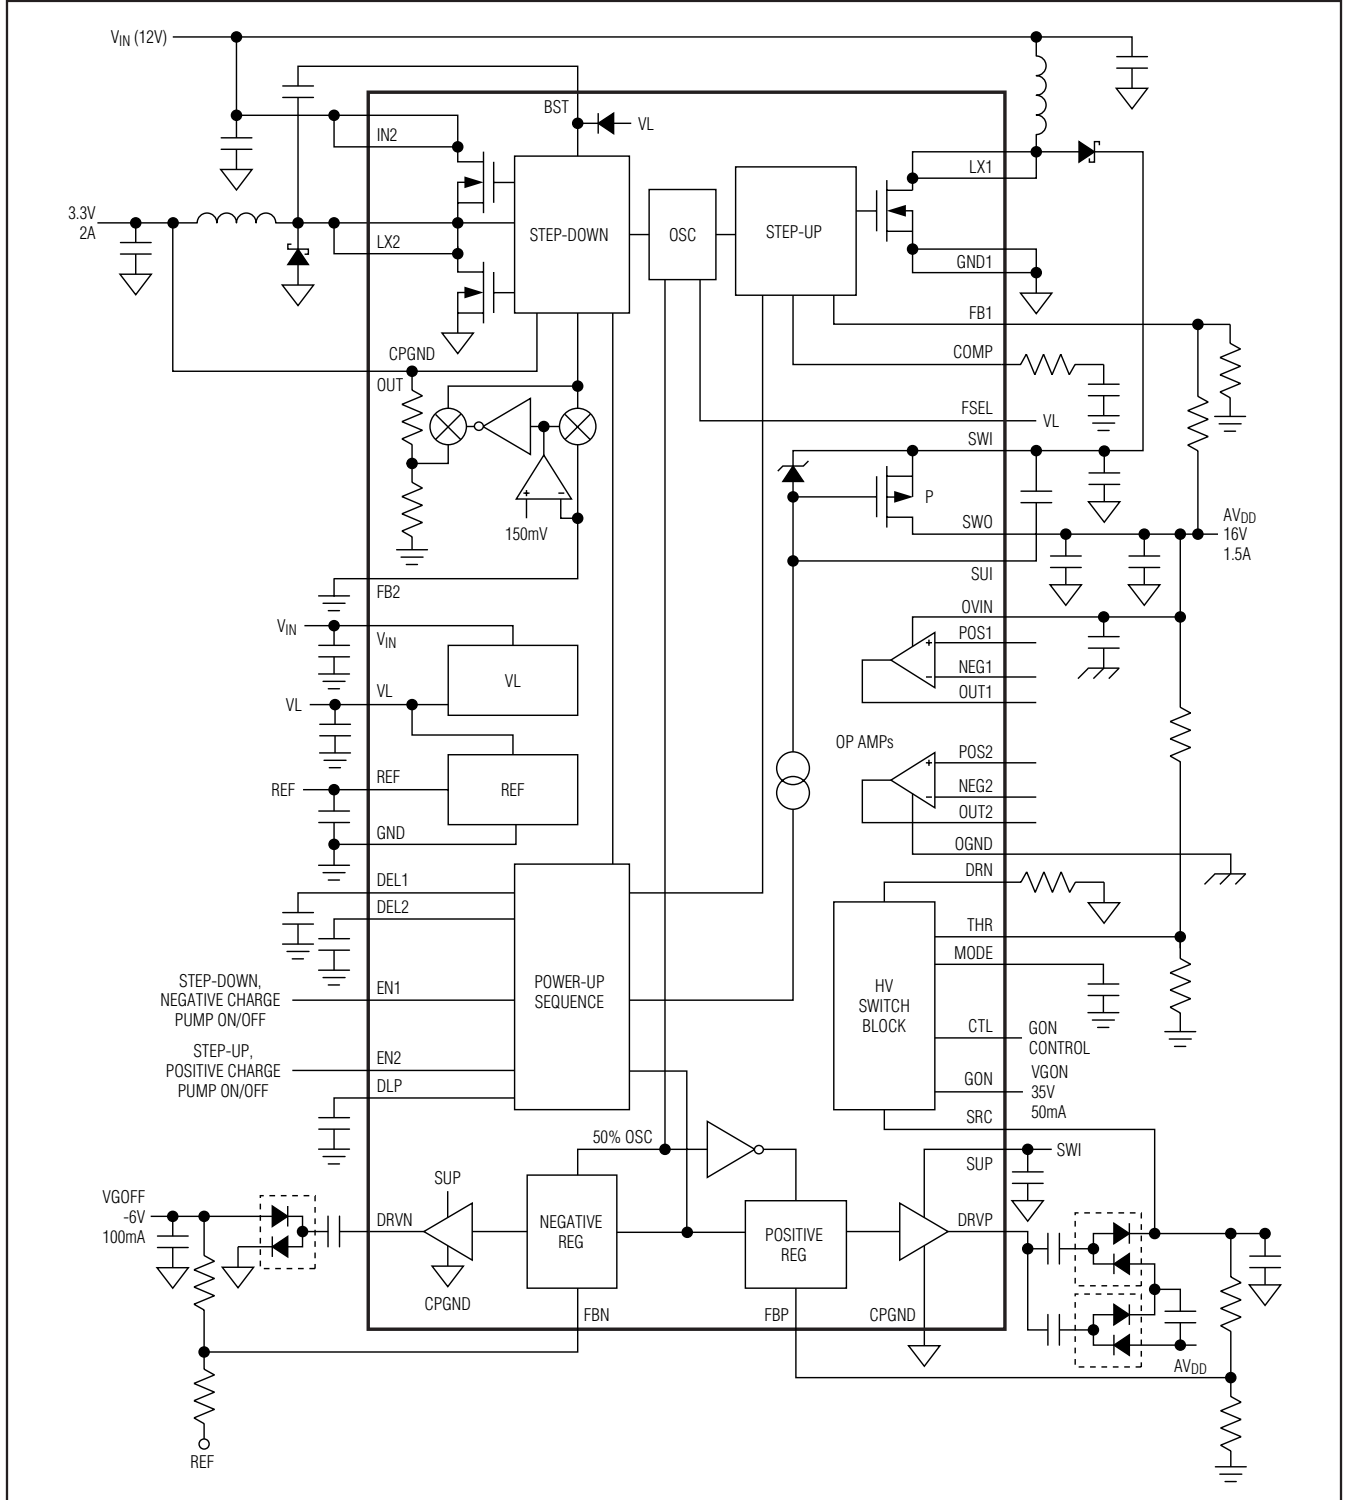 VIN (12V)
BST
VL
IN2
LX1
3.3V
2A
STEP-DOWN
OSC
STEP-UP
LX2
GND1
FB1
CPGND
COMP
OUT
FSEL
VL
SWI
P
150mV
SWO
AVDD
16V
1.5A
SUI
FB2
OVIN
VIN
VIN
POS1
VL
NEG1
VL
VL
OUT1
OP AMPs
POS2
REF
REF
REF
NEG2
OUT2
GND
OGND
DRN
DEL1
DEL2
THR
MODE
STEP-DOWN,
NEGATIVE CHARGE
PUMP ON/OFF
EN1
POWER-UP
SEQUENCE
HV
SWITCH
BLOCK
CTL
GON
CONTROL
STEP-UP,
POSITIVE CHARGE
PUMP ON/OFF
EN2
DLP
GON
VGON
35V
50mA
SRC
50% OSC
SUP
SWI
SUP
VGOFF
-6V
100mA
DRVN
NEGATIVE
REG
POSITIVE
REG
DRVP
CPGND
FBN
FBP
CPGND
AVDD
REF